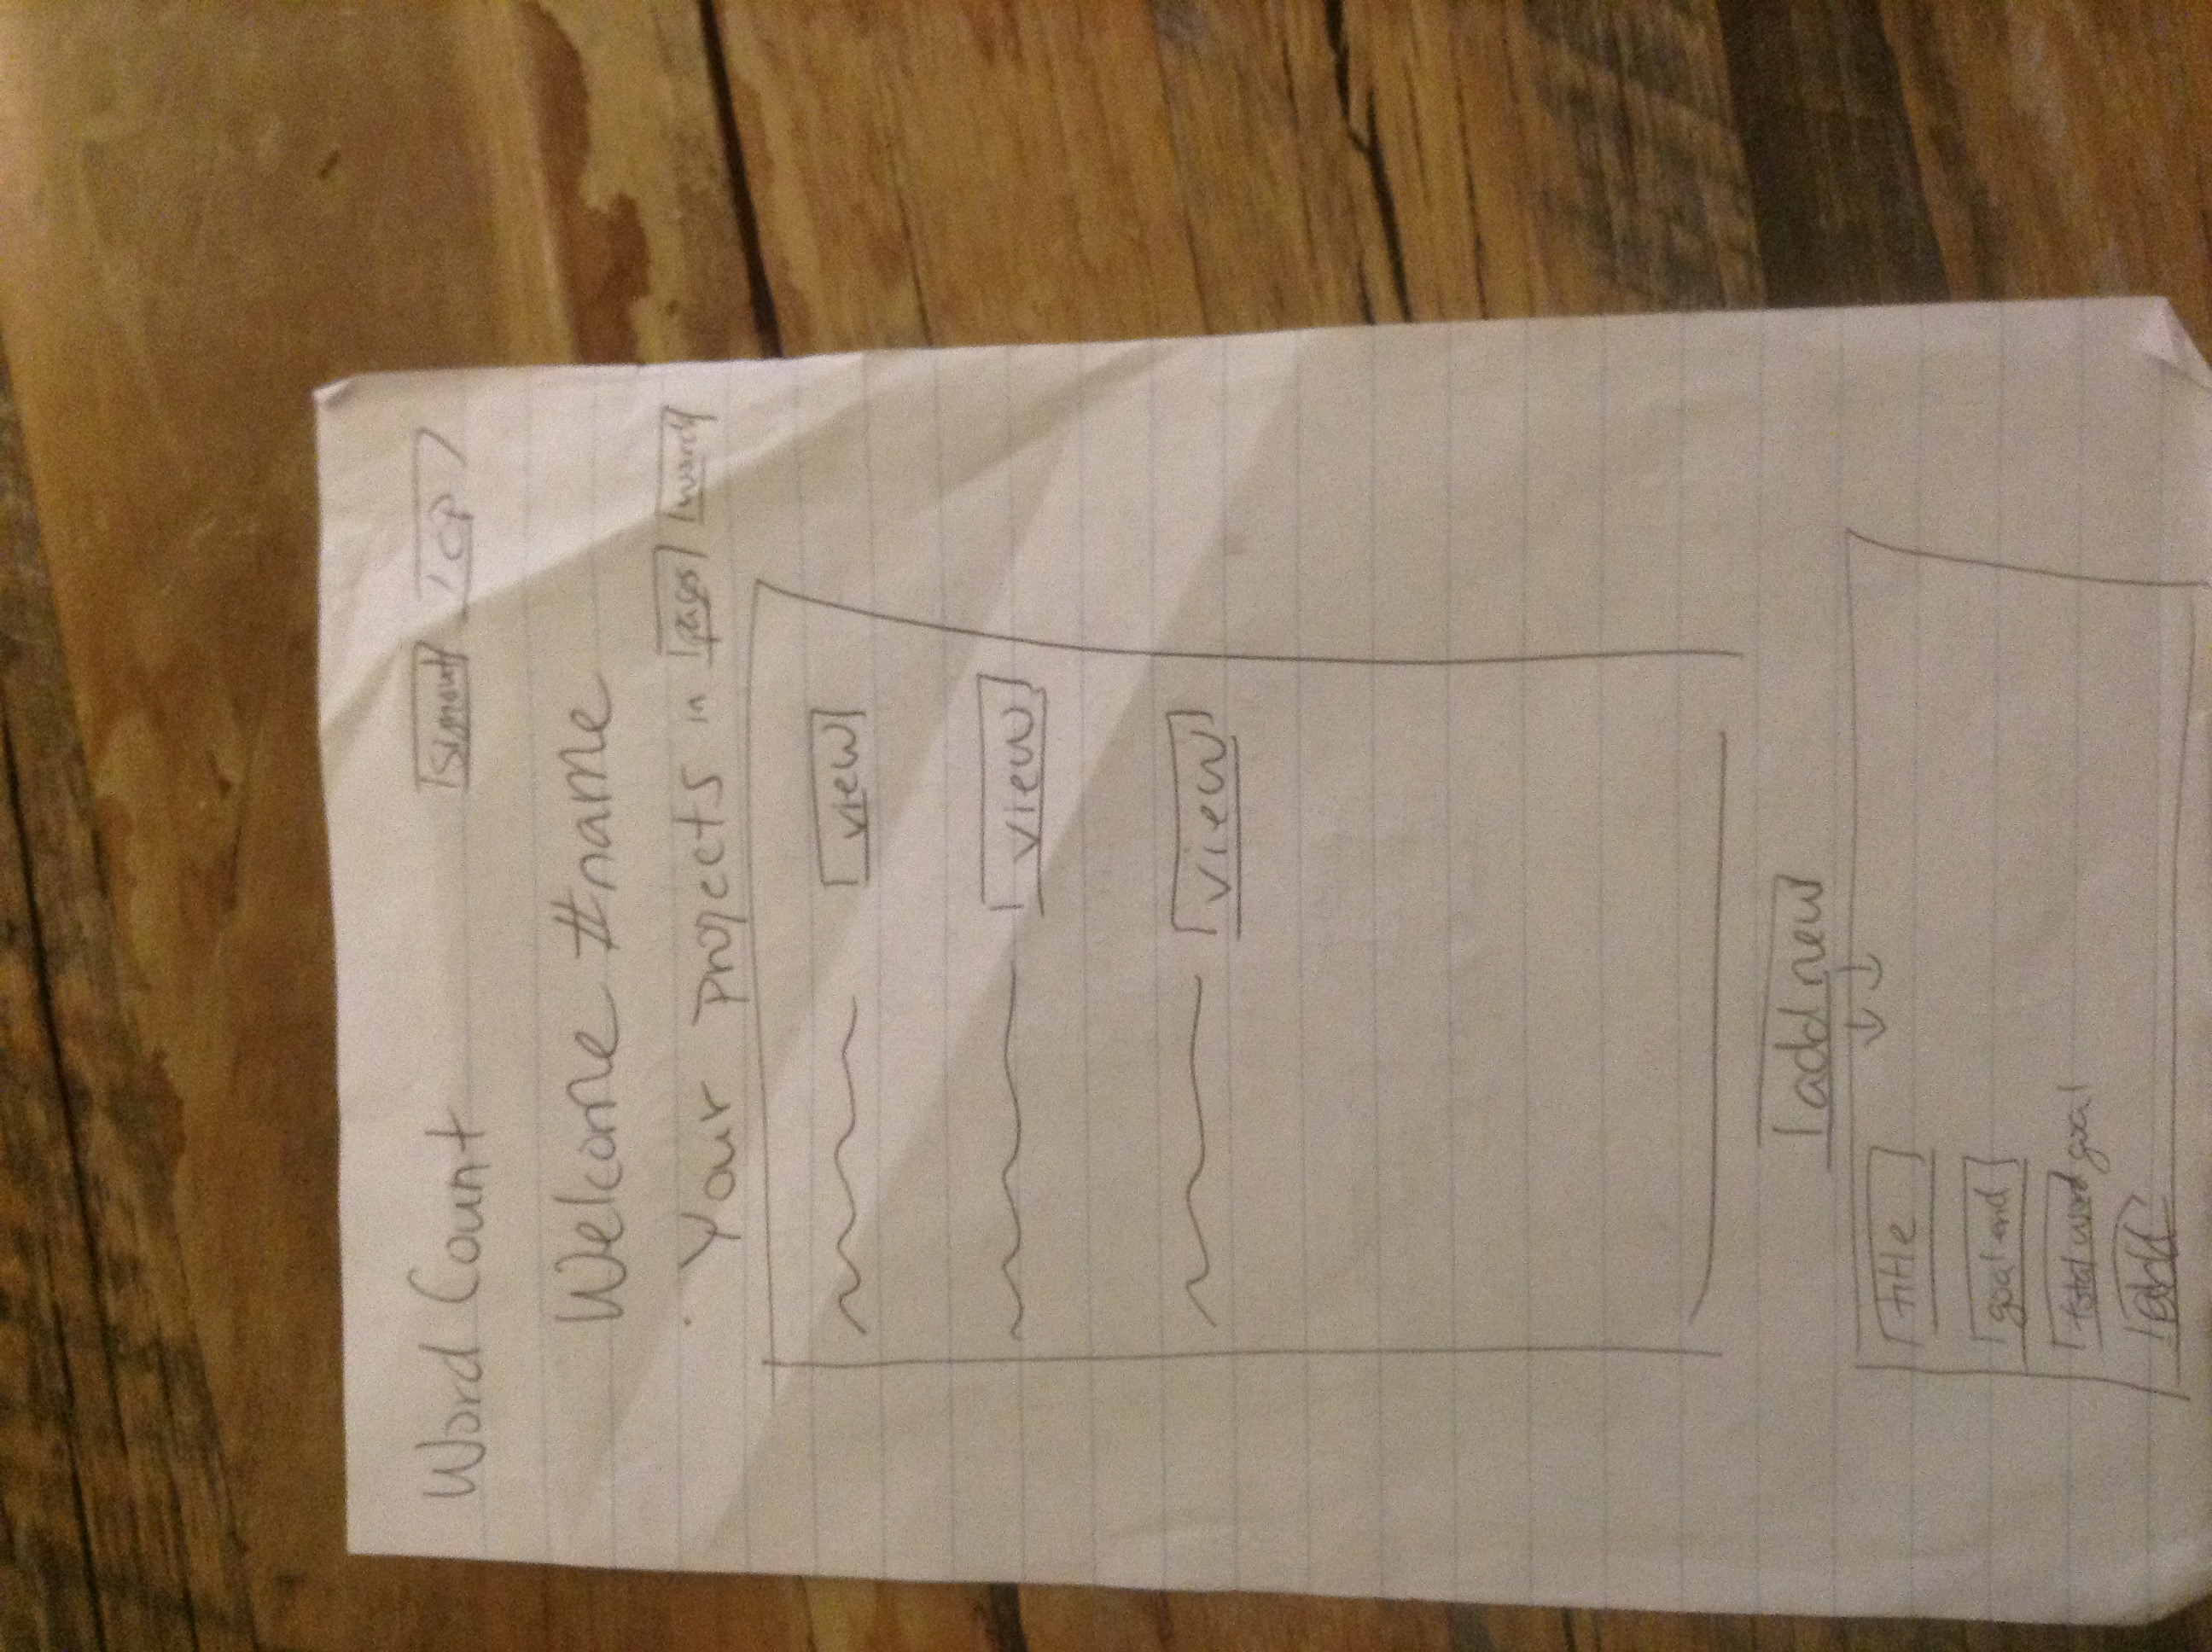 Word Count Signout CP
Welcome #name
Your projects in pages words
view
view
view
add new
title
goal end
total word goal
add